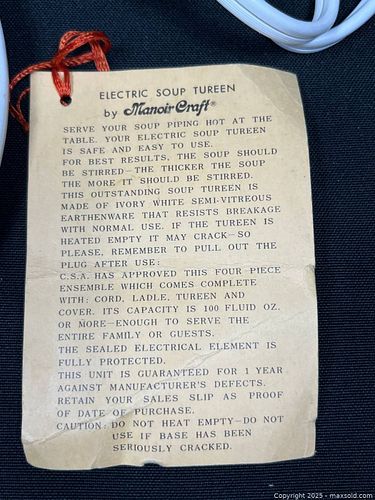 ELECTRIC SOUP TUREEN
by Manoir Craft®
SERVE YOUR SOUP PIPING HOT AT THE
TABLE. YOUR ELECTRIC SOUP TUREEN
IS SAFE AND EASY TO USE.
FOR BEST RESULTS, THE SOUP SHOULD
BE STIRRED—THE THICKER THE SOUP
THE MORE IT SHOULD BE STIRRED.
THIS OUTSTANDING SOUP TUREEN IS
MADE OF IVORY WHITE SEMI-VITREOUS
EARTHENWARE THAT RESISTS BREAKAGE
WITH NORMAL USE. IF THE TUREEN IS
HEATED EMPTY IT MAY CRACK—SO
PLEASE, REMEMBER TO PULL OUT THE
PLUG AFTER USE:
C.S.A. HAS APPROVED THIS FOUR PIECE
ENSEMBLE WHICH COMES COMPLETE
WITH: CORD, LADLE, TUREEN AND
COVER. ITS CAPACITY IS 100 FLUID OZ.
OR MORE—ENOUGH TO SERVE THE
ENTIRE FAMILY OR GUESTS.
THE SEALED ELECTRICAL ELEMENT IS
FULLY PROTECTED.
THIS UNIT IS GUARANTEED FOR 1 YEAR
AGAINST MANUFACTURER'S DEFECTS.
RETAIN YOUR SALES SLIP AS PROOF
OF DATE OF PURCHASE.
CAUTION: DO NOT HEAT EMPTY—DO NOT
USE IF BASE HAS BEEN
SERIOUSLY CRACKED.
Copyright 2025 - maxsold.com